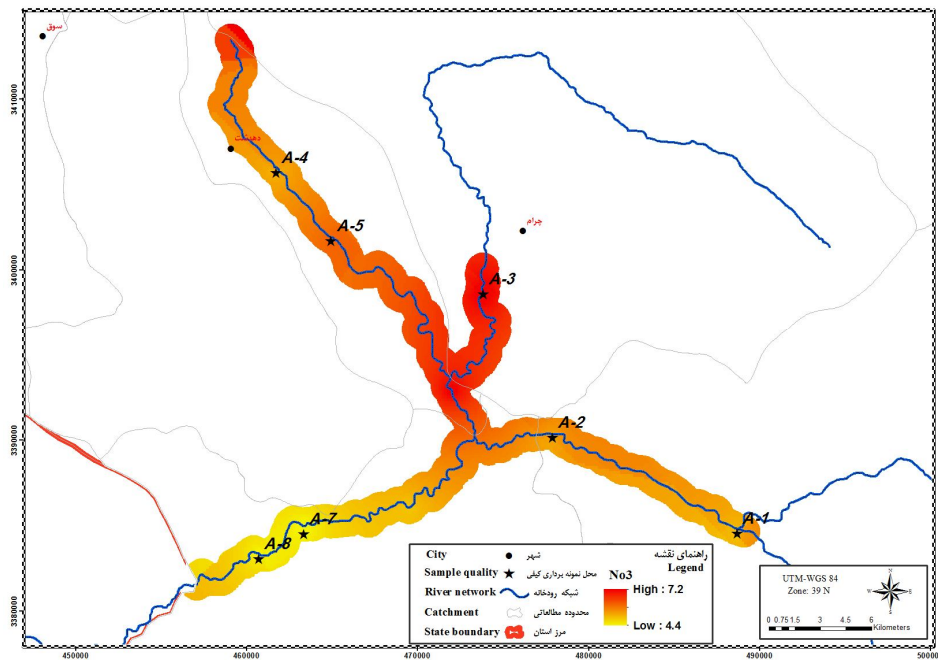 سوق
دهدشت
A-4
A-5
چرام
A-3
A-2
A-1
A-7
A-8
3410000
3400000
3390000
3380000
450000
460000
470000
480000
490000
50000
راهنمای نقشه
Legend
City شهر
Sample quality محل نمونه برداری کیفی
River network شبکه رودخانه
Catchment محدوده مطالعاتی
State boundary مرز استان
No3
High : 7.2
Low : 4.4
UTM-WGS 84
Zone: 39 N
N
W E
S
0 0.75 1.5 3 4.5 6
Kilometers